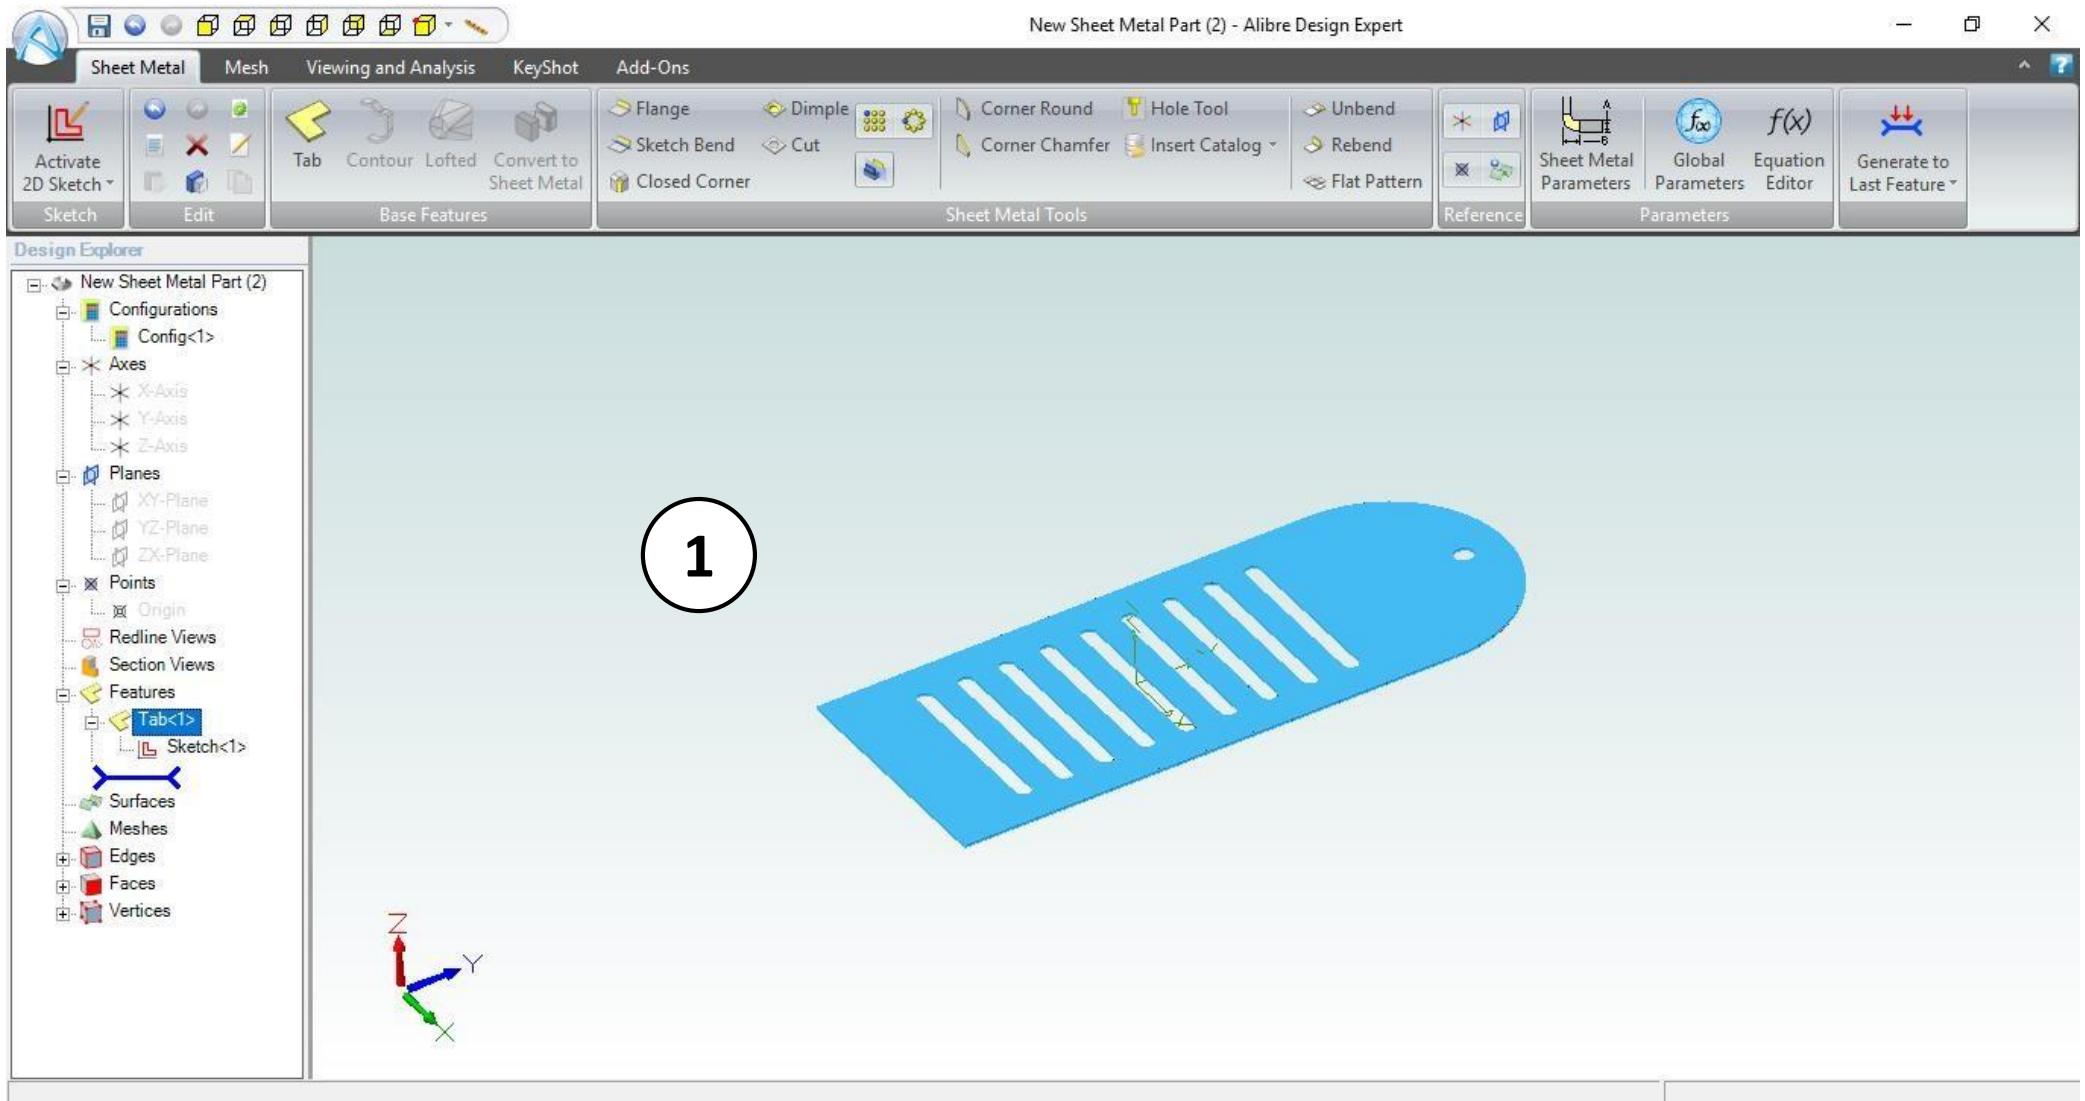 New Sheet Metal Part (2) - Alibre Design Expert
Sheet Metal Mesh Viewing and Analysis KeyShot Add-Ons
Activate
2D Sketch
Sketch
Edit
Tab
Contour
Lofted
Convert to
Sheet Metal
Base Features
Flange
Sketch Bend
Closed Corner
Dimple
Cut
Corner Round
Corner Chamfer
Hole Tool
Insert Catalog
Unbend
Rebend
Flat Pattern
Sheet Metal Tools
Reference
A
B
Sheet Metal
Parameters
f(x)
Global
Parameters
f(x)
Equation
Editor
Parameters
Generate to
Last Feature
Design Explorer
New Sheet Metal Part (2)
Configurations
Config<1>
Axes
X-Axis
Y-Axis
Z-Axis
Planes
XY-Plane
YZ-Plane
ZX-Plane
Points
Origin
Redline Views
Section Views
Features
Tab<1>
Sketch<1>
Surfaces
Meshes
Edges
Faces
Vertices
1
Z
Y
X